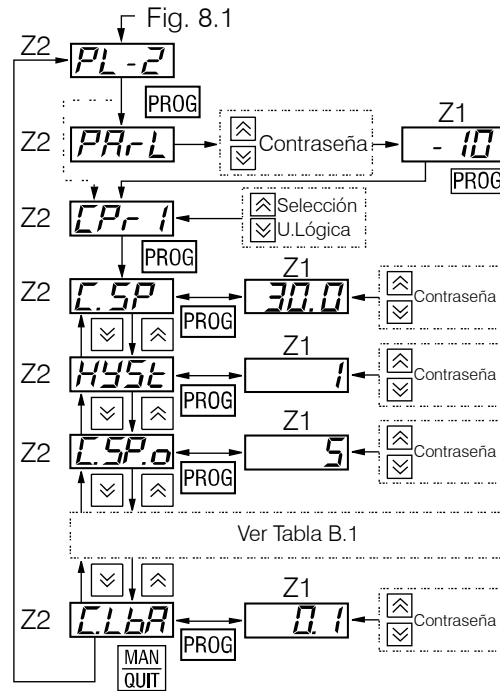 Fig. 8.1
Z2 PL-2
PROG
Z2 PArL Contraseña Z1 - 10
PROG
Z2 CPr1 Selección
U.Lógica
PROG
Z2 C.SP PROG Z1 30.0 Contraseña
Z2 HYSt PROG Z1 1 Contraseña
Z2 C.SP.o PROG Z1 5 Contraseña
Ver Tabla B.1
Z2 C.LbA PROG Z1 0.1 Contraseña
MAN
QUIT